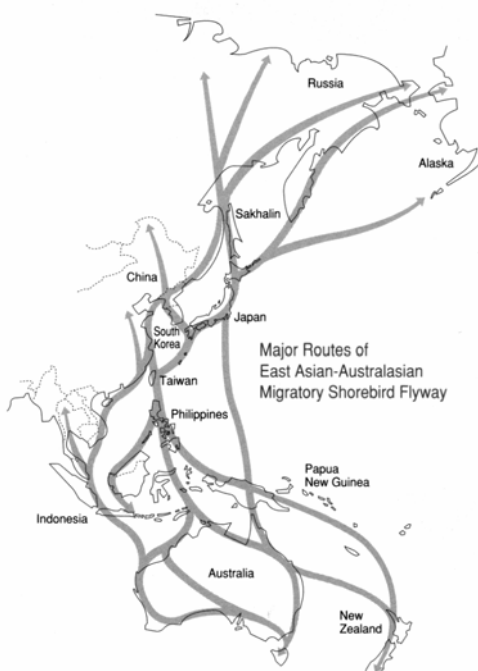 Russia
Alaska
Sakhalin
China
South
Korea
Japan
Major Routes of
East Asian-Australasian
Migratory Shorebird Flyway
Taiwan
Philippines
Papua
New Guinea
Indonesia
Australia
New
Zealand